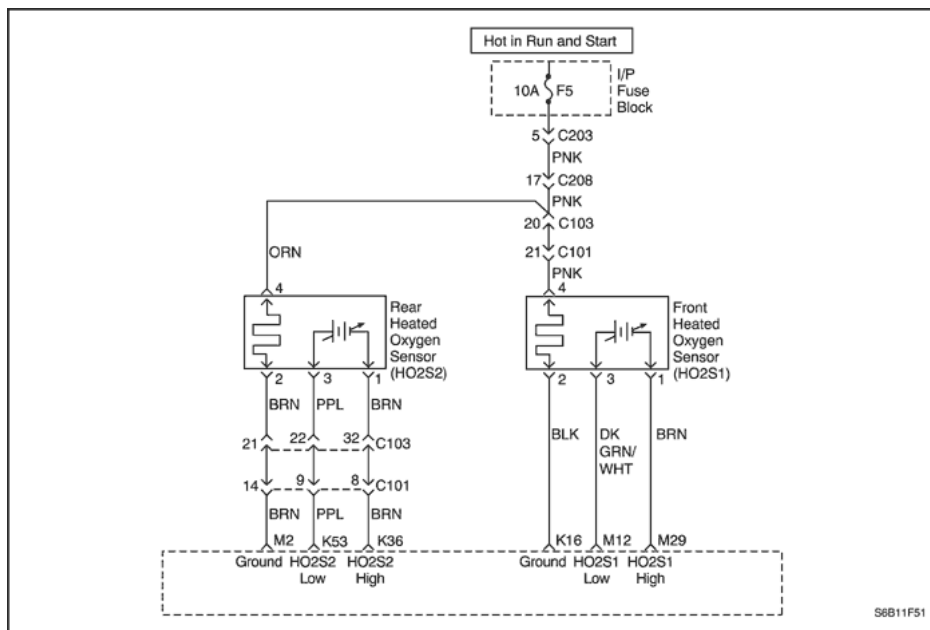 Hot in Run and Start
10A F5
I/P
Fuse
Block
5 C203
PNK
17 C208
PNK
20 C103
21 C101
PNK
ORN
4
4
Rear
Heated
Oxygen
Sensor
(HO2S2)
Front
Heated
Oxygen
Sensor
(HO2S1)
2 3 1
2 3 1
BRN PPL BRN
BLK DK GRN/WHT BRN
21 22 32 C103
14 9 8 C101
BRN PPL BRN
M2 K53 K36
K16 M12 M29
Ground HO2S2 Low HO2S2 High
Ground HO2S1 Low HO2S1 High
S6B11F51